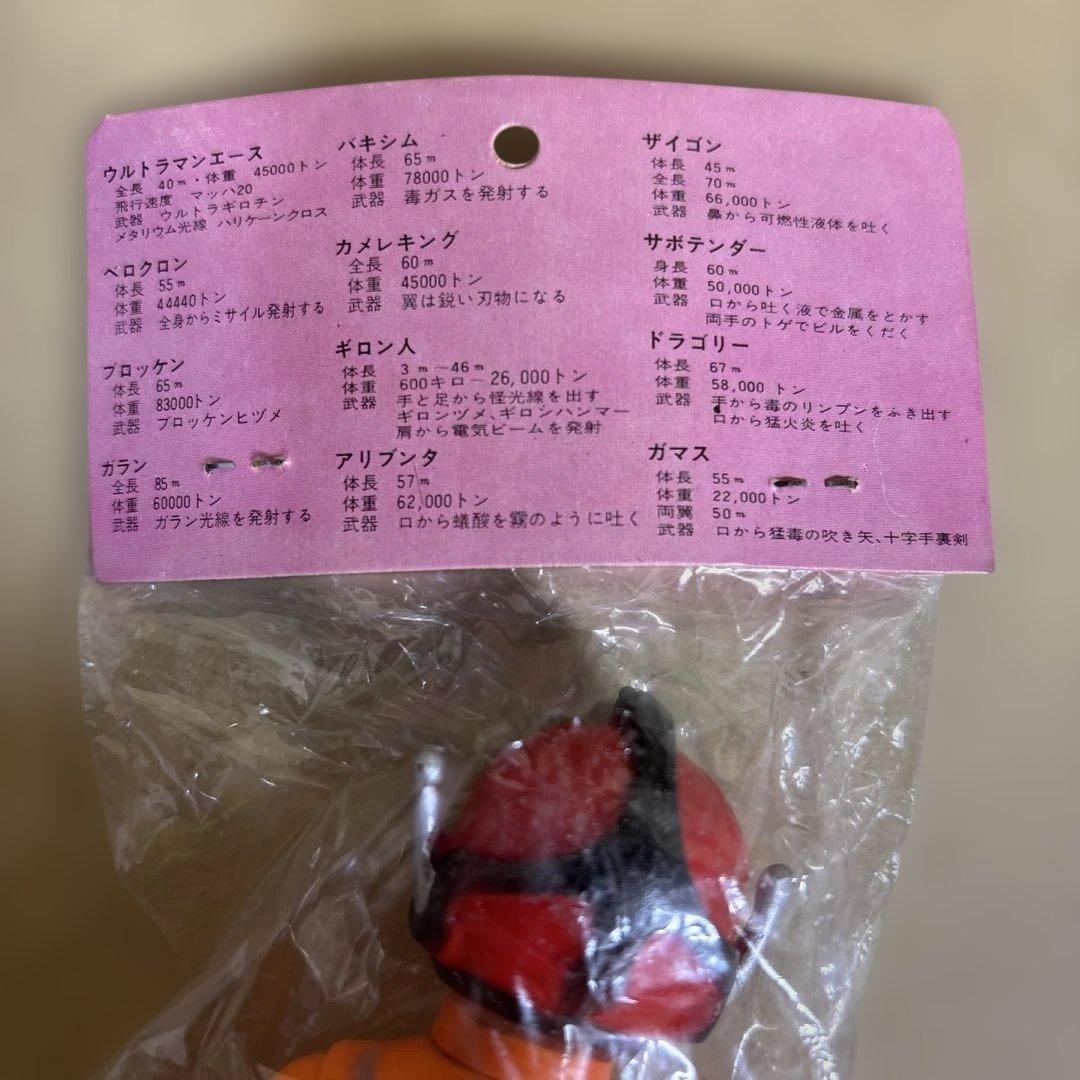 ウルトラマンエース
全長 40m・体重 45000トン
飛行速度 マッハ20
武器 ウルトラギロチン
メタリウム光線 ハリケーンクロス
ベロクロン
体長 55m
体重 44440トン
武器 全身からミサイル発射する
ブロッケン
体長 65m
体重 83000トン
武器 ブロッケンヒヅメ
ガラン
全長 85m
体重 60000トン
武器 ガラン光線を発射する
バキシム
体長 65m
体重 78000トン
武器 毒ガスを発射する
カメレキング
全長 60m
体重 45000トン
武器 翼は鋭い刃物になる
ギロン人
体長 3m〜46m
体重 600キロ〜26,000トン
武器 手と足から怪光線を出す
ギロンヅメ、ギロシハンマー
肩から電気ビームを発射
アリブンタ
体長 57m
体重 62,000トン
武器 口から蟻酸を霧のように吐く
ザイゴン
体長 45m
全長 70m
体重 66,000トン
武器 鼻から可燃性液体を吐く
サボテンダー
身長 60m
体重 50,000トン
武器 口から吐く液で金属をとかす
両手のトゲでビルをくだく
ドラゴリー
体長 67m
体重 58,000トン
武器 手から毒のリンプンをふき出す
口から猛火炎を吐く
ガマス
体長 55m
体重 22,000トン
両翼 50m
武器 口から猛毒の吹き矢、十字手裏剣